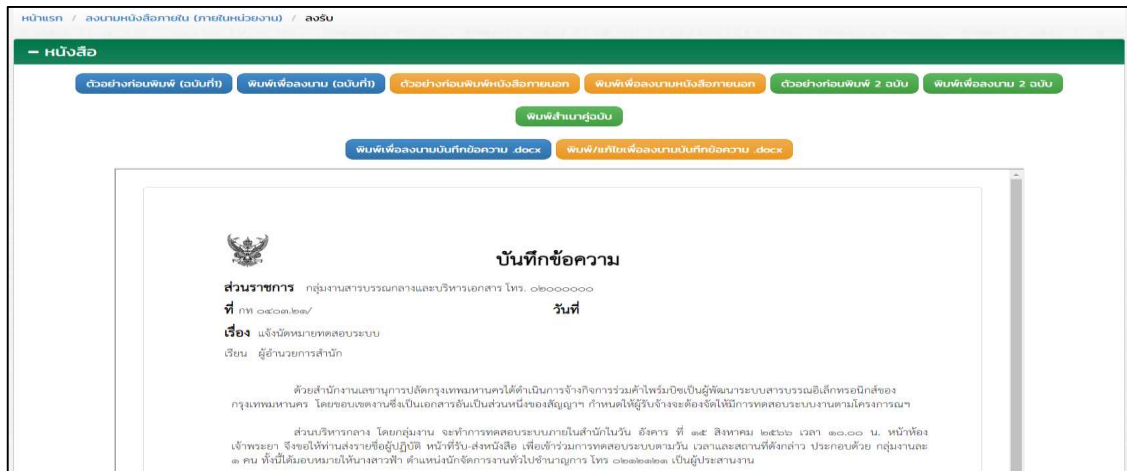 หน้าแรก / ลงนามหนังสือภายใน (ภายในหน่วยงาน) / ลงรับ
– หนังสือ
ตัวอย่างก่อนพิมพ์ (ฉบับที่1) พิมพ์เพื่อลงนาม (ฉบับที่1) ตัวอย่างก่อนพิมพ์หนังสือภายนอก พิมพ์เพื่อลงนามหนังสือภายนอก ตัวอย่างก่อนพิมพ์ 2 ฉบับ พิมพ์เพื่อลงนาม 2 ฉบับ
พิมพ์สำเนาคู่ฉบับ
พิมพ์เพื่อลงนามบันทึกข้อความ .docx พิมพ์/แก้ไขเพื่อลงนามบันทึกข้อความ .docx
บันทึกข้อความ
ส่วนราชการ กลุ่มงานสารบรรณกลางและบริหารเอกสาร โทร. ๐๒๐๐๐๐๐๐๐
ที่ กท ๐๔๐๓.๒๑/ วันที่
เรื่อง แจ้งนัดหมายทดสอบระบบ
เรียน ผู้อำนวยการสำนัก
ด้วยสำนักงานเลขานุการปลัดกรุงเทพมหานครได้ดำเนินการจ้างกิจการร่วมค้าไพร์มบิซเป็นผู้พัฒนาระบบสารบรรณอิเล็กทรอนิกส์ของ
กรุงเทพมหานคร โดยขอบเขตงานซึ่งเป็นเอกสารอันเป็นส่วนหนึ่งของสัญญาฯ กำหนดให้ผู้รับจ้างจะต้องจัดให้มีการทดสอบระบบงานตามโครงการณฯ
ส่วนบริหารกลาง โดยกลุ่มงาน จะทำการทดสอบระบบภายในสำนักในวัน อังคาร ที่ ๑๕ สิงหาคม ๒๕๖๖ เวลา ๑๐.๐๐ น. หน้าห้อง
เจ้าพระยา จึงขอให้ท่านส่งรายชื่อผู้ปฏิบัติ หน้าที่รับ-ส่งหนังสือ เพื่อเข้าร่วมการทดสอบระบบตามวัน เวลาและสถานที่ดังกล่าว ประกอบด้วย กลุ่มงานละ
๑ คน ทั้งนี้ได้มอบหมายให้นางสาวฟ้า ตำแหน่งนักจัดการงานทั่วไปชำนาญการ โทร ๐๒๑๒๑๒๑ เป็นผู้ประสานงาน